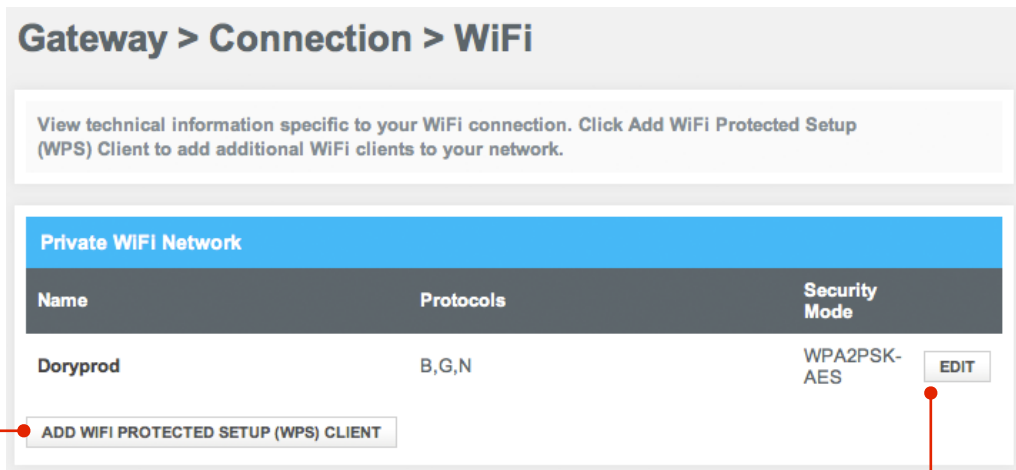 Gateway > Connection > WiFi
View technical information specific to your WiFi connection. Click Add WiFi Protected Setup
(WPS) Client to add additional WiFi clients to your network.
Private WiFi Network
Name Protocols Security
Mode
Doryprod B,G,N WPA2PSK-
AES EDIT
ADD WIFI PROTECTED SETUP (WPS) CLIENT